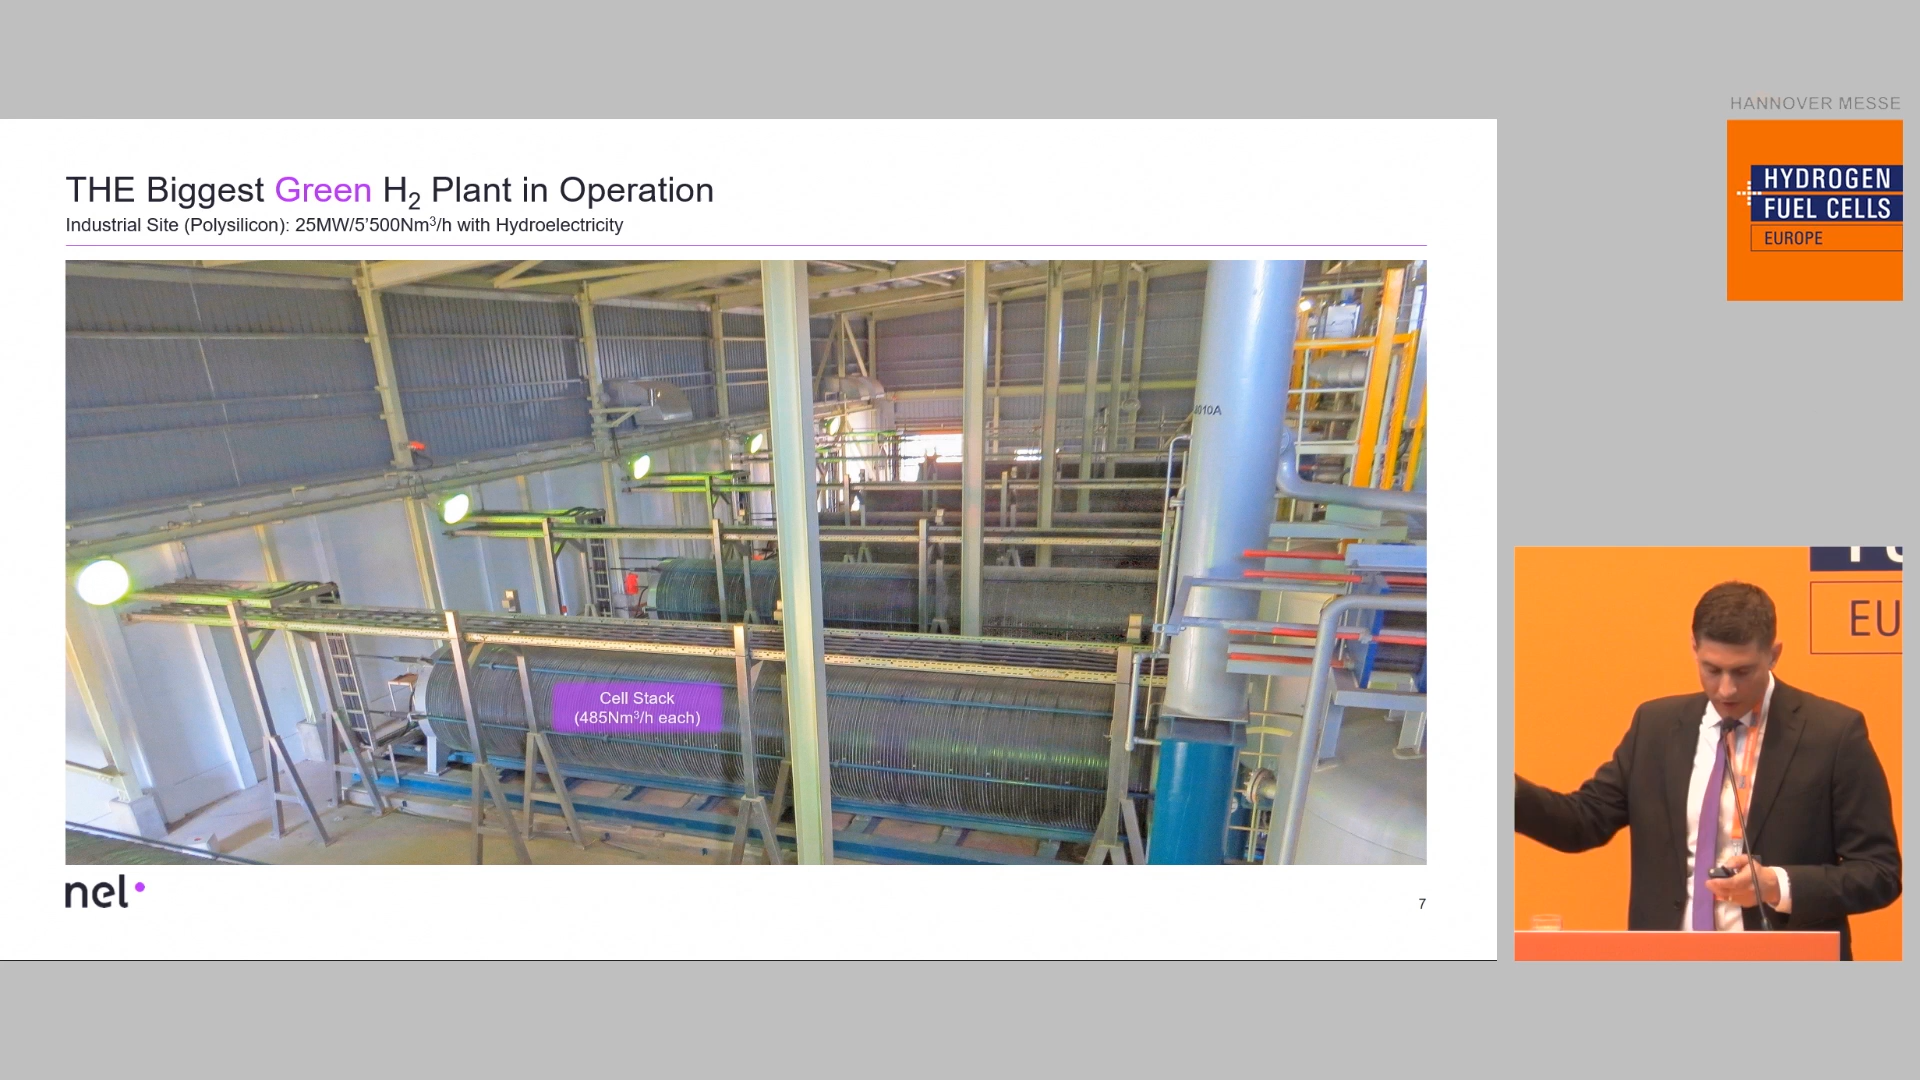 HANNOVER MESSE
HYDROGEN
FUEL CELLS
EUROPE
THE Biggest Green H₂ Plant in Operation
Industrial Site (Polysilicon): 25MW/5'500Nm³/h with Hydroelectricity
Cell Stack
(485Nm³/h each)
nel
7
EU